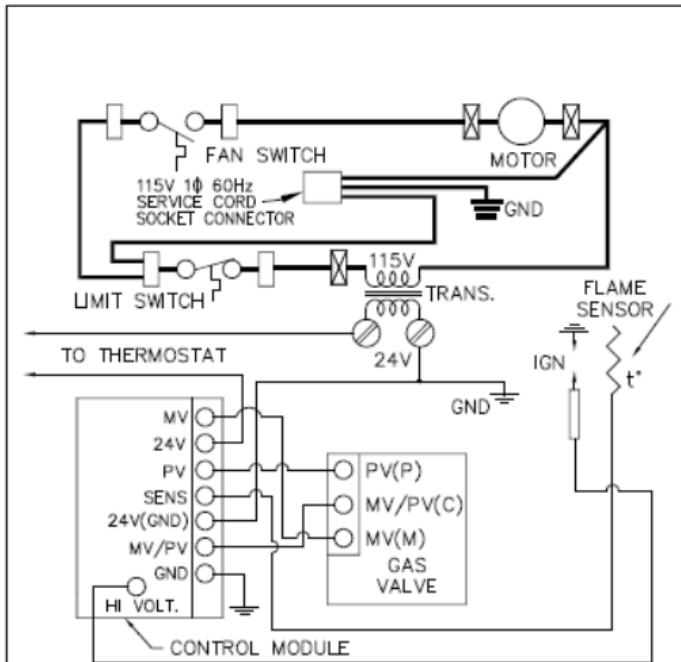 FAN SWITCH
MOTOR
115V 1ϕ 60Hz
SERVICE CORD
SOCKET CONNECTOR
GND
115V
LIMIT SWITCH
TRANS.
FLAME
SENSOR
24V
TO THERMOSTAT
IGN
t°
GND
MV
24V
PV
SENS
24V(GND)
MV/PV
GND
HI VOLT.
PV(P)
MV/PV(C)
MV(M)
GAS
VALVE
CONTROL MODULE